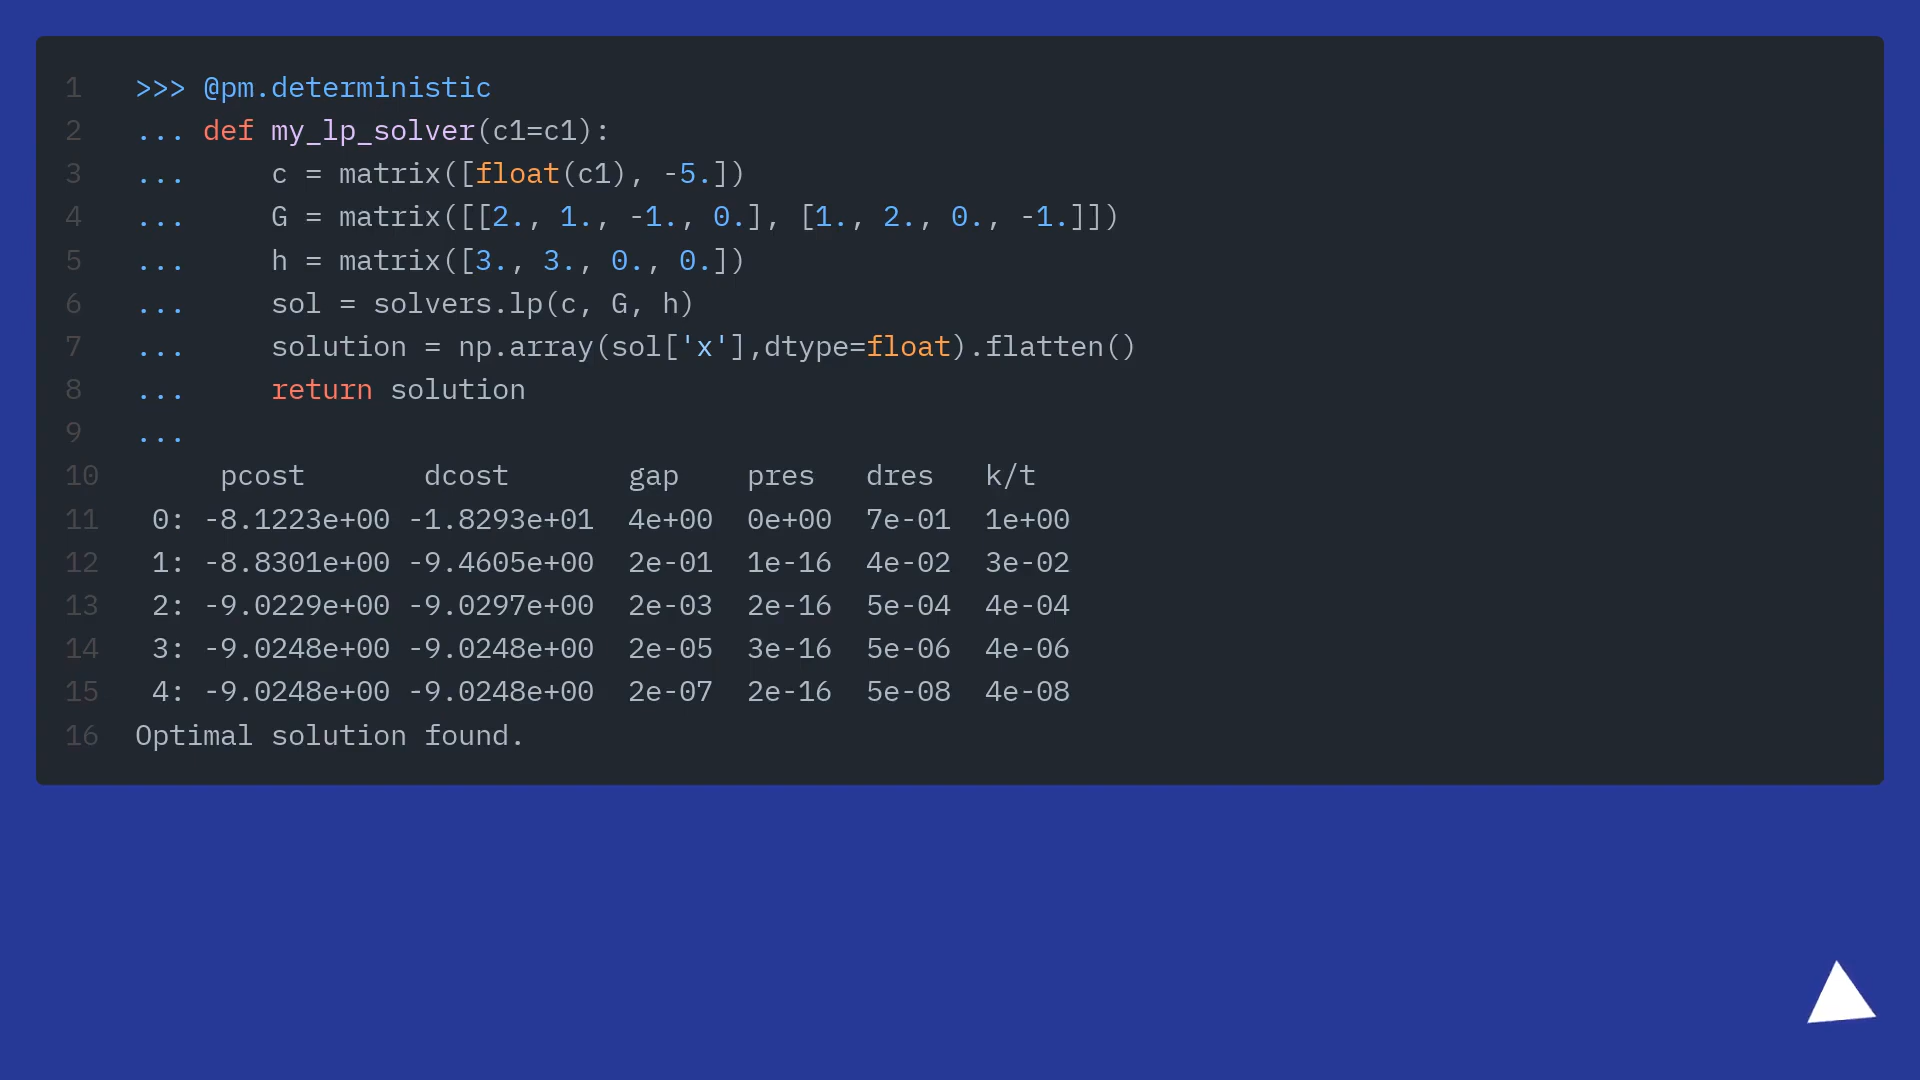 1 >>> @pm.deterministic
2 ... def my_lp_solver(c1=c1):
3 ...     c = matrix([float(c1), -5.])
4 ...     G = matrix([[2., 1., -1., 0.], [1., 2., 0., -1.]])
5 ...     h = matrix([3., 3., 0., 0.])
6 ...     sol = solvers.lp(c, G, h)
7 ...     solution = np.array(sol['x'],dtype=float).flatten()
8 ...     return solution
9 ...
10      pcost       dcost       gap    pres   dres   k/t
11  0: -8.1223e+00 -1.8293e+01  4e+00  0e+00  7e-01  1e+00
12  1: -8.8301e+00 -9.4605e+00  2e-01  1e-16  4e-02  3e-02
13  2: -9.0229e+00 -9.0297e+00  2e-03  2e-16  5e-04  4e-04
14  3: -9.0248e+00 -9.0248e+00  2e-05  3e-16  5e-06  4e-06
15  4: -9.0248e+00 -9.0248e+00  2e-07  2e-16  5e-08  4e-08
16 Optimal solution found.